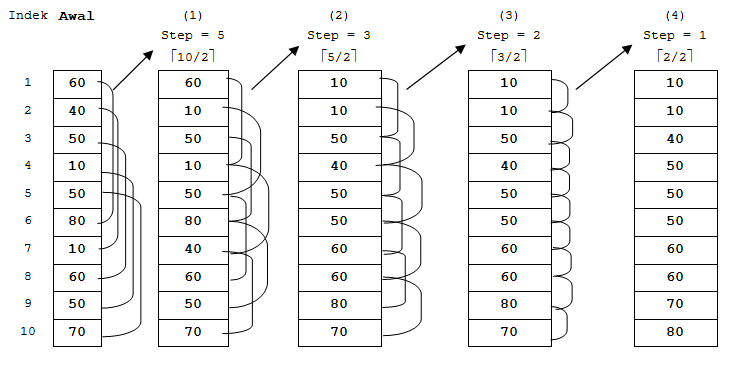 Indek Awal (1) (2) (3) (4)
Step = 5 Step = 3 Step = 2 Step = 1
⌈10/2⌉ ⌈5/2⌉ ⌈3/2⌉ ⌈2/2⌉
1 60 60 10 10 10
2 40 10 10 10 10
3 50 50 50 50 40
4 10 10 40 40 50
5 50 50 50 50 50
6 80 80 50 50 50
7 10 40 60 60 60
8 60 60 60 60 60
9 50 50 80 80 70
10 70 70 70 70 80